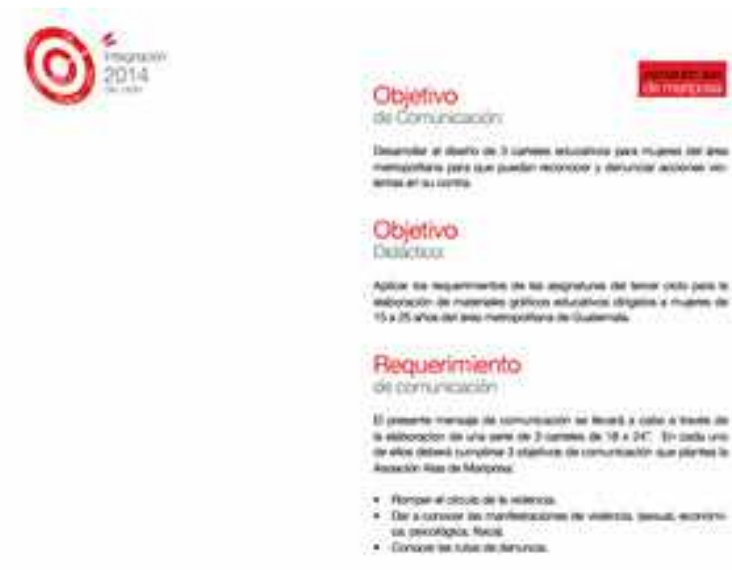 Integración
2014
de ciclo
de mariposa
Objetivo
de Comunicación:
Desarrollar el diseño de 3 carteles educativos para mujeres del área
metropolitana para que puedan reconocer y denunciar acciones vio-
lentas en su contra.
Objetivo
Didáctico:
Aplicar los requerimientos de las asignaturas del tercer ciclo para la
elaboración de materiales gráficos educativos dirigidos a mujeres de
15 a 25 años del área metropolitana de Guatemala.
Requerimiento
de comunicación
El presente mensaje de comunicación se llevará a cabo a través de
la elaboración de una serie de 3 carteles de 18 x 24". En cada uno
de ellos deberá cumplirse 3 objetivos de comunicación que plantea la
Asociación Alas de Mariposa:
• Romper el círculo de la violencia.
• Dar a conocer las manifestaciones de violencia, (sexual, económi-
ca, psicológica, física).
• Conocer las rutas de denuncia.